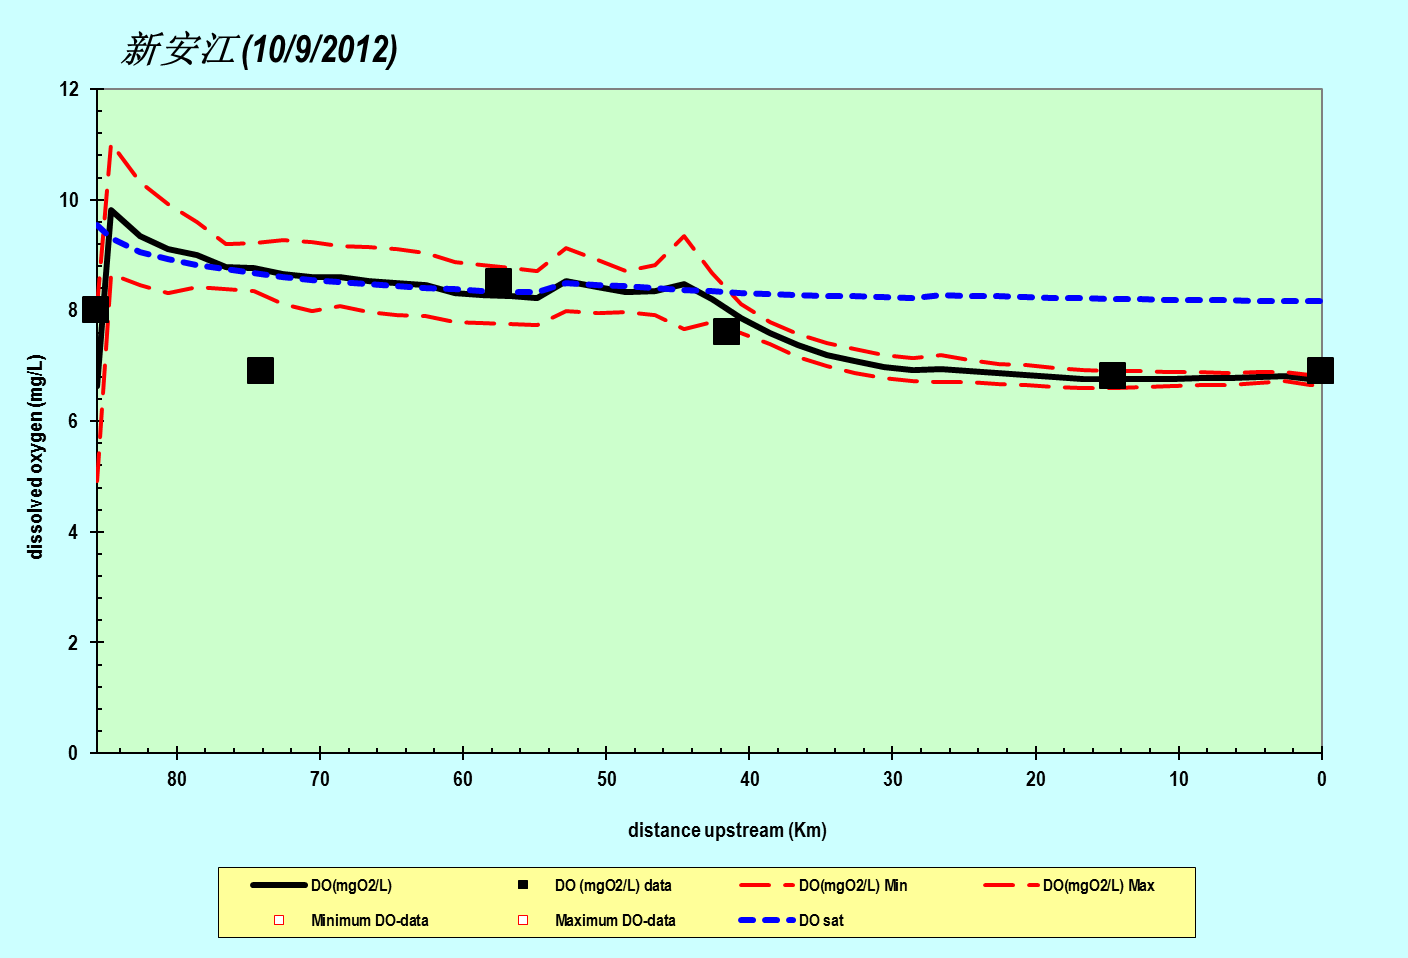 新安江(10/9/2012)
12
10
8
6
4
2
0
dissolved oxygen (mg/L)
80 70 60 50 40 30 20 10 0
distance upstream (Km)
DO(mgO2/L) DO (mgO2/L) data DO(mgO2/L) Min DO(mgO2/L) Max
Minimum DO-data Maximum DO-data DO sat